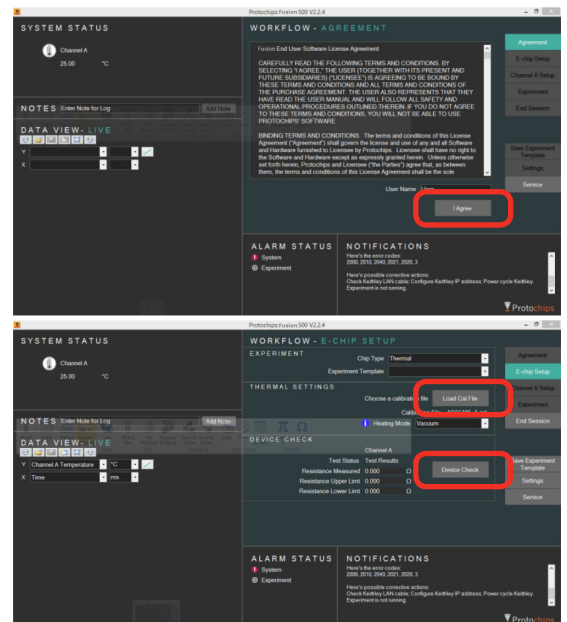 Protochips Fusion 500 V2.2.4
SYSTEM STATUS
Channel A
25.00 °C
NOTES Enter Note for Log
Add Note
DATA VIEW- LIVE
Y
X
WORKFLOW - AGREEMENT
Fusion End User Software License Agreement
CAREFULLY READ THE FOLLOWING TERMS AND CONDITIONS. BY
SELECTING "I AGREE," THE USER (TOGETHER WITH ITS PRESENT AND
FUTURE SUBSIDIARIES) ("LICENSEE") IS AGREEING TO BE BOUND BY
THESE TERMS AND CONDITIONS AND ALL TERMS AND CONDITIONS OF
THE PURCHASE AGREEMENT. THE USER ALSO REPRESENTS THAT THEY
HAVE READ THE USER MANUAL AND WILL FOLLOW ALL SAFETY AND
OPERATIONAL PROCEDURES OUTLINED THEREIN. IF YOU DO NOT AGREE
TO THESE TERMS AND CONDITIONS, YOU WILL NOT BE ABLE TO USE
PROTOCHIPS' SOFTWARE.
BINDING TERMS AND CONDITIONS. The terms and conditions of this License
Agreement ("Agreement") shall govern the license and use of any and all Software
and Hardware furnished to Licensee by Protochips. Licensee shall have no right to
the Software and Hardware except as expressly granted herein. Unless otherwise
set forth herein, Protochips and Licensee ("the Parties") agree that, as between
them, the terms and conditions of this License Agreement shall be the sole
User Name User
I Agree
Agreement
E-chip Setup
Channel A Setup
Experiment
End Session
Save Experiment
Template
Settings
Service
ALARM STATUS
System
Experiment
NOTIFICATIONS
Here's the error codes:
2000, 2010, 2040, 2021, 2020, 3
Here's possible corrective actions:
Check Keithley LAN cable; Configure Keithley IP address; Power cycle Keithley.
Experiment is not running.
Protochips
Protochips Fusion 500 V2.2.4
SYSTEM STATUS
Channel A
25.00 °C
NOTES Enter Note for Log
Add Note
DATA VIEW- LIVE
Y Channel A Temperature °C
X Time ms
WORKFLOW - E-CHIP SETUP
EXPERIMENT
Chip Type Thermal
Experiment Template
THERMAL SETTINGS
Choose a calibration file
Load Cal File
Heating Mode Vacuum
DEVICE CHECK
Channel A
Test Status Test Results
Resistance Measured 0.000 Ω
Resistance Upper Limt 0.000 Ω
Resistance Lower Limt 0.000 Ω
Device Check
Agreement
E-chip Setup
Channel A Setup
Experiment
End Session
Save Experiment
Template
Settings
Service
ALARM STATUS
System
Experiment
NOTIFICATIONS
Here's the error codes:
2000, 2010, 2040, 2021, 2020, 3
Here's possible corrective actions:
Check Keithley LAN cable; Configure Keithley IP address; Power cycle Keithley.
Experiment is not running.
Protochips